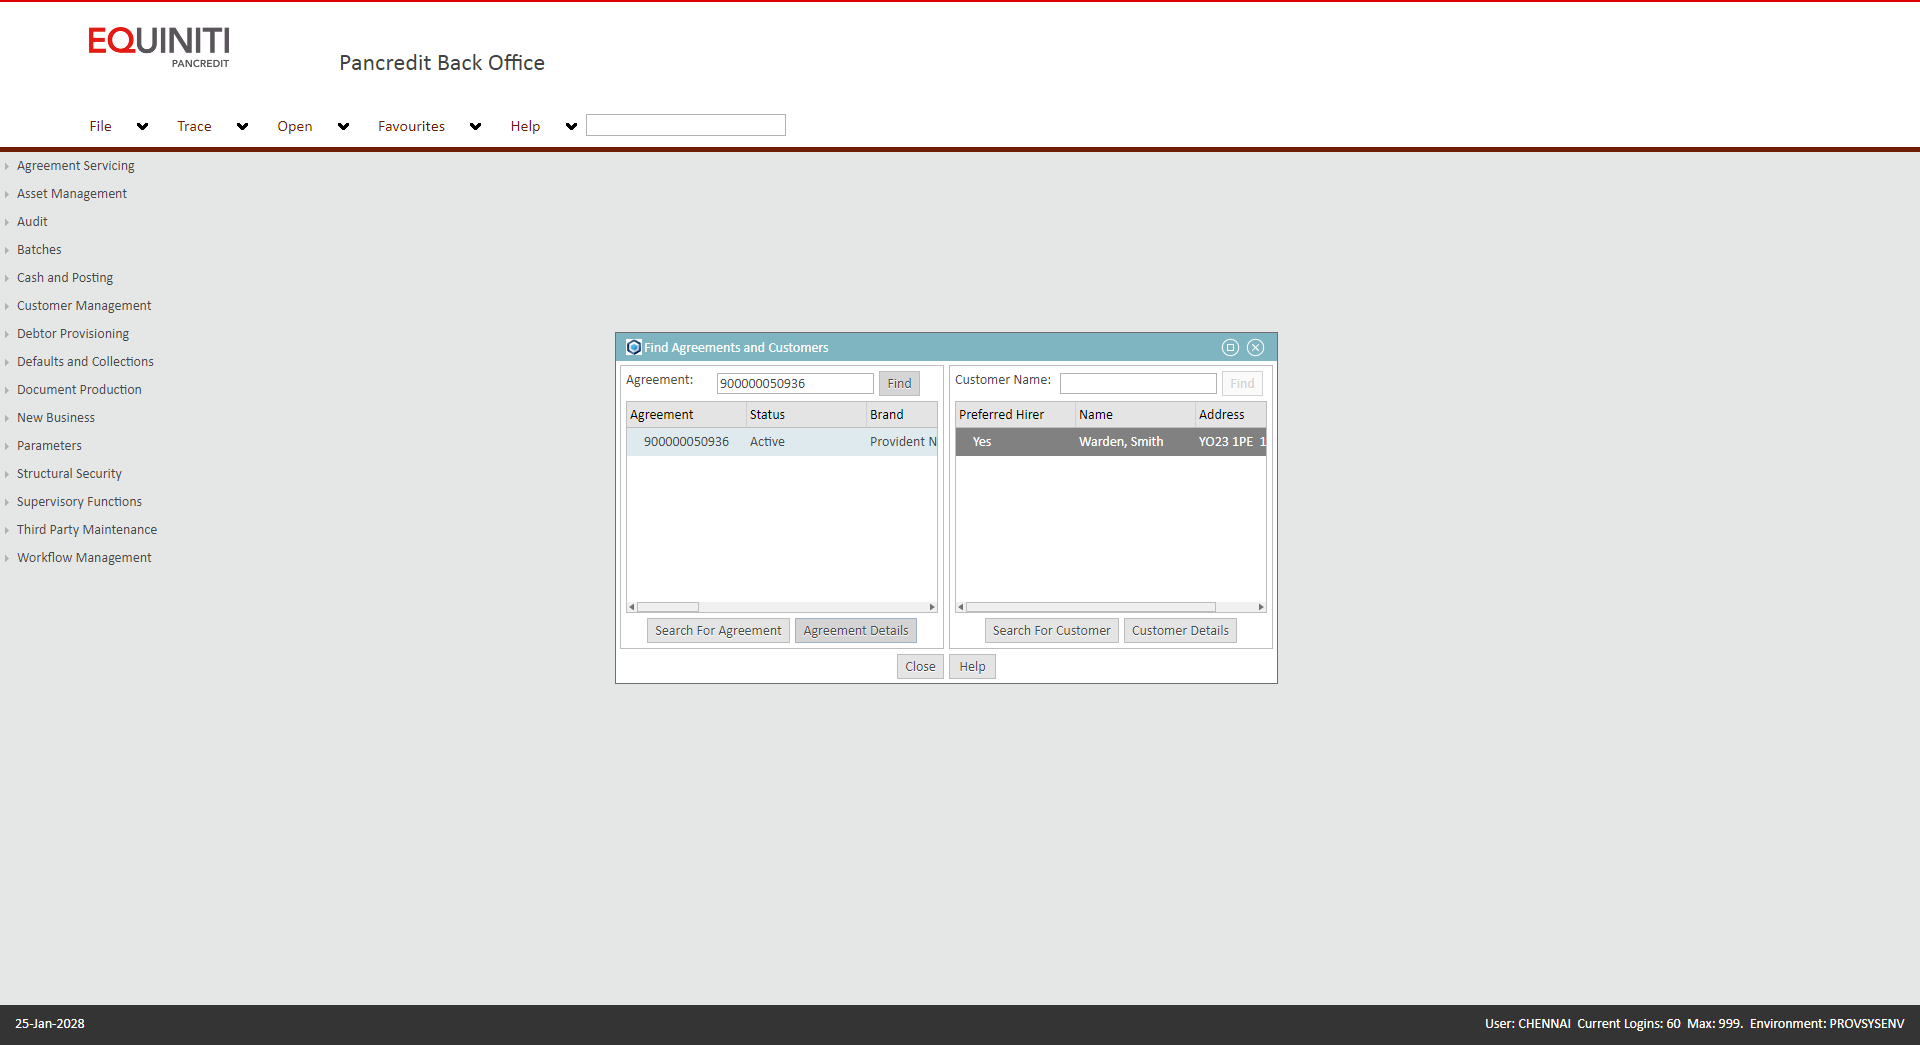 EQUINITI
PANCREDIT
Pancredit Back Office
File Trace Open Favourites Help
Agreement Servicing
Asset Management
Audit
Batches
Cash and Posting
Customer Management
Debtor Provisioning
Defaults and Collections
Document Production
New Business
Parameters
Structural Security
Supervisory Functions
Third Party Maintenance
Workflow Management
Find Agreements and Customers
Agreement: 900000050936 Find
Agreement Status Brand
900000050936 Active Provident N
Search For Agreement Agreement Details
Customer Name: Find
Preferred Hirer Name Address
Yes Warden, Smith YO23 1PE 1
Search For Customer Customer Details
Close Help
25-Jan-2028
User: CHENNAI Current Logins: 60 Max: 999. Environment: PROVSYSENV